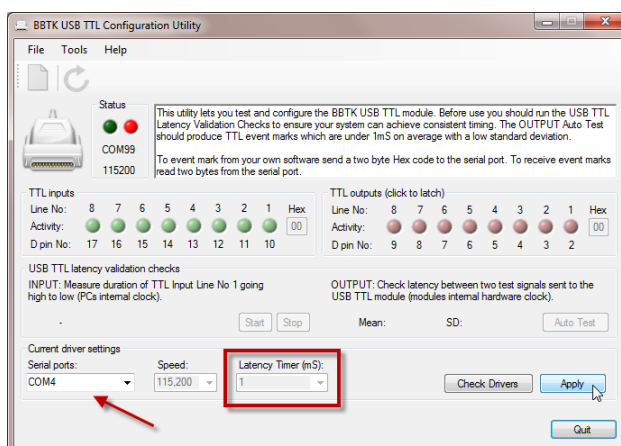 BBTK USB TTL Configuration Utility
File Tools Help
Status
COM99
115200
This utility lets you test and configure the BBTK USB TTL module. Before use you should run the USB TTL
Latency Validation Checks to ensure your system can achieve consistent timing. The OUTPUT Auto Test
should produce TTL event marks which are under 1mS on average with a low standard deviation.
To event mark from your own software send a two byte Hex code to the serial port. To receive event marks
read two bytes from the serial port.
TTL inputs
Line No: 8 7 6 5 4 3 2 1 Hex
Activity: 00
D pin No: 17 16 15 14 13 12 11 10
TTL outputs (click to latch)
Line No: 8 7 6 5 4 3 2 1 Hex
Activity: 00
D pin No: 9 8 7 6 5 4 3 2
USB TTL latency validation checks
INPUT: Measure duration of TTL Input Line No 1 going
high to low (PCs internal clock).
- Start Stop
OUTPUT: Check latency between two test signals sent to the
USB TTL module (modules internal hardware clock).
Mean: SD: Auto Test
Current driver settings
Serial ports: Speed: Latency Timer (mS):
COM4 115,200 1 Check Drivers Apply
Quit